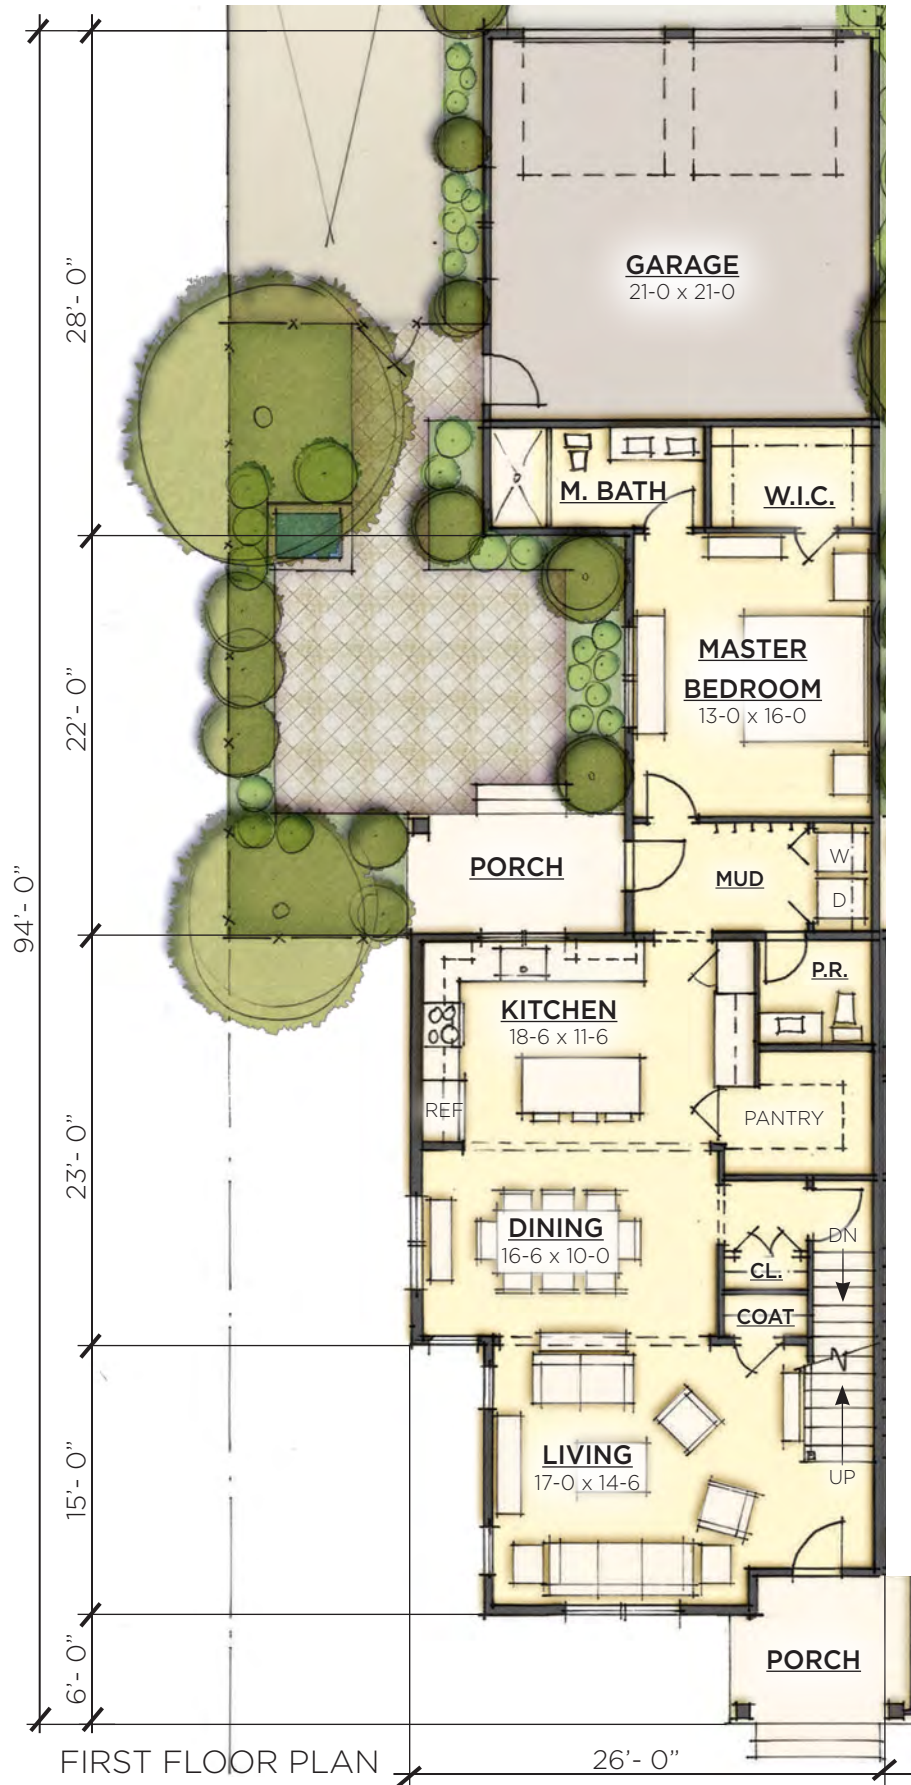 28'- 0"
GARAGE
21-0 x 21-0
M. BATH
W.I.C.
MASTER
BEDROOM
13-0 x 16-0
22'- 0"
94'- 0"
PORCH
MUD
W
D
KITCHEN
18-6 x 11-6
P.R.
REF
PANTRY
23'- 0"
DINING
16-6 x 10-0
DN
CL.
COAT
LIVING
17-0 x 14-6
UP
15'- 0"
6'- 0"
PORCH
FIRST FLOOR PLAN
26'- 0"